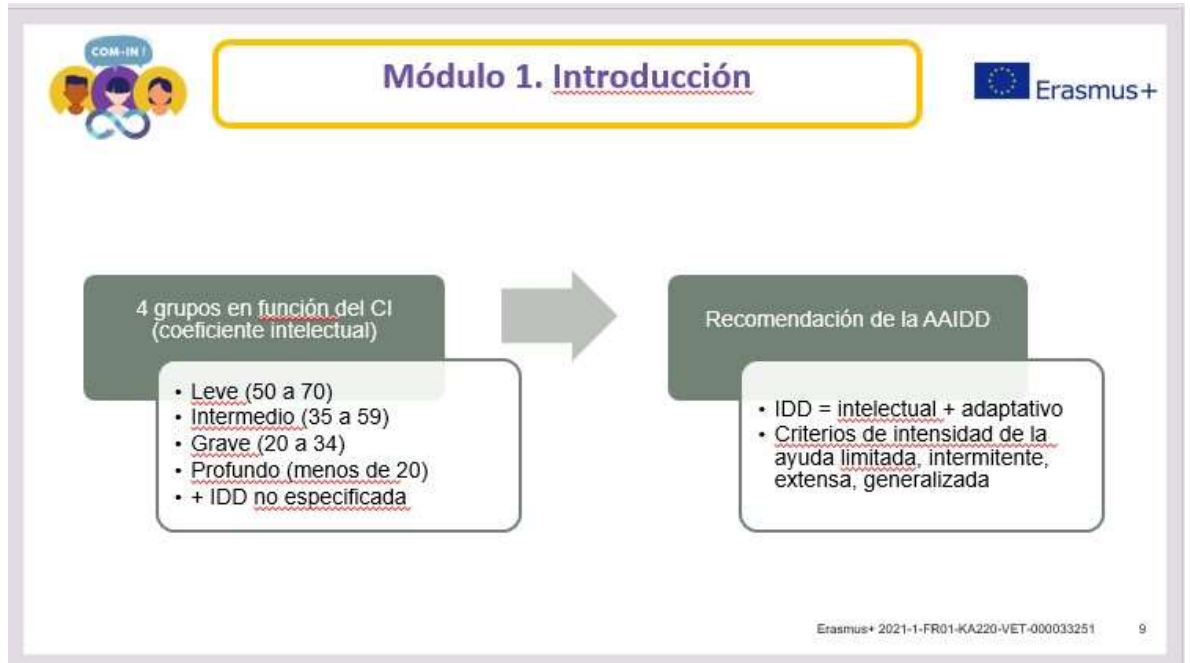 COM-IN !
Módulo 1. Introducción
Erasmus+
4 grupos en función del CI
(coeficiente intelectual)
• Leve (50 a 70)
• Intermedio (35 a 59)
• Grave (20 a 34)
• Profundo (menos de 20)
• + IDD no especificada
Recomendación de la AAIDD
• IDD = intelectual + adaptativo
• Criterios de intensidad de la
ayuda limitada, intermitente,
extensa, generalizada
Erasmus+ 2021-1-FR01-KA220-VET-000033251
9